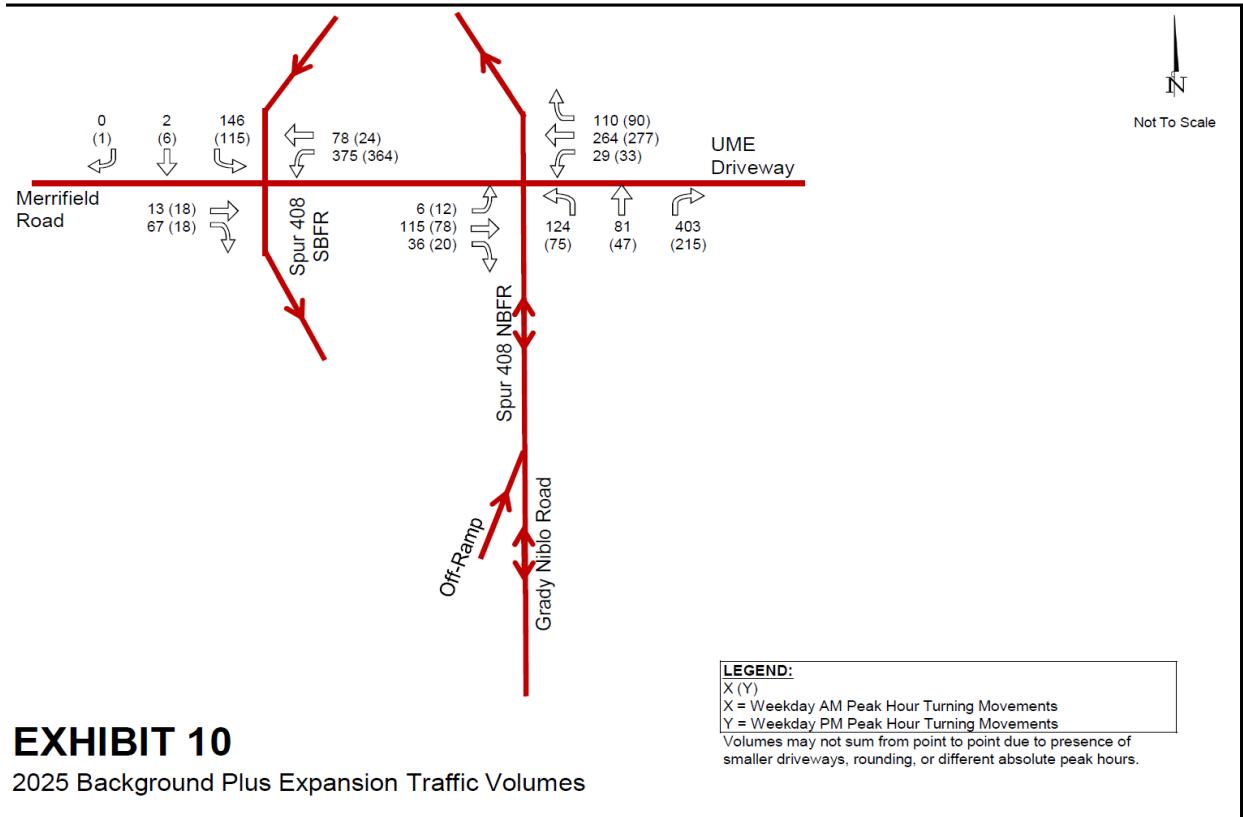 N
Not To Scale
0
(1)
2
(6)
146
(115)
78 (24)
375 (364)
110 (90)
264 (277)
29 (33)
UME
Driveway
Merrifield
Road
13 (18)
67 (18)
Spur 408
SBFR
6 (12)
115 (78)
36 (20)
124
(75)
81
(47)
403
(215)
Spur 408 NBFR
Off-Ramp
Grady Niblo Road
LEGEND:
X (Y)
X = Weekday AM Peak Hour Turning Movements
Y = Weekday PM Peak Hour Turning Movements
Volumes may not sum from point to point due to presence of
smaller driveways, rounding, or different absolute peak hours.
EXHIBIT 10
2025 Background Plus Expansion Traffic Volumes